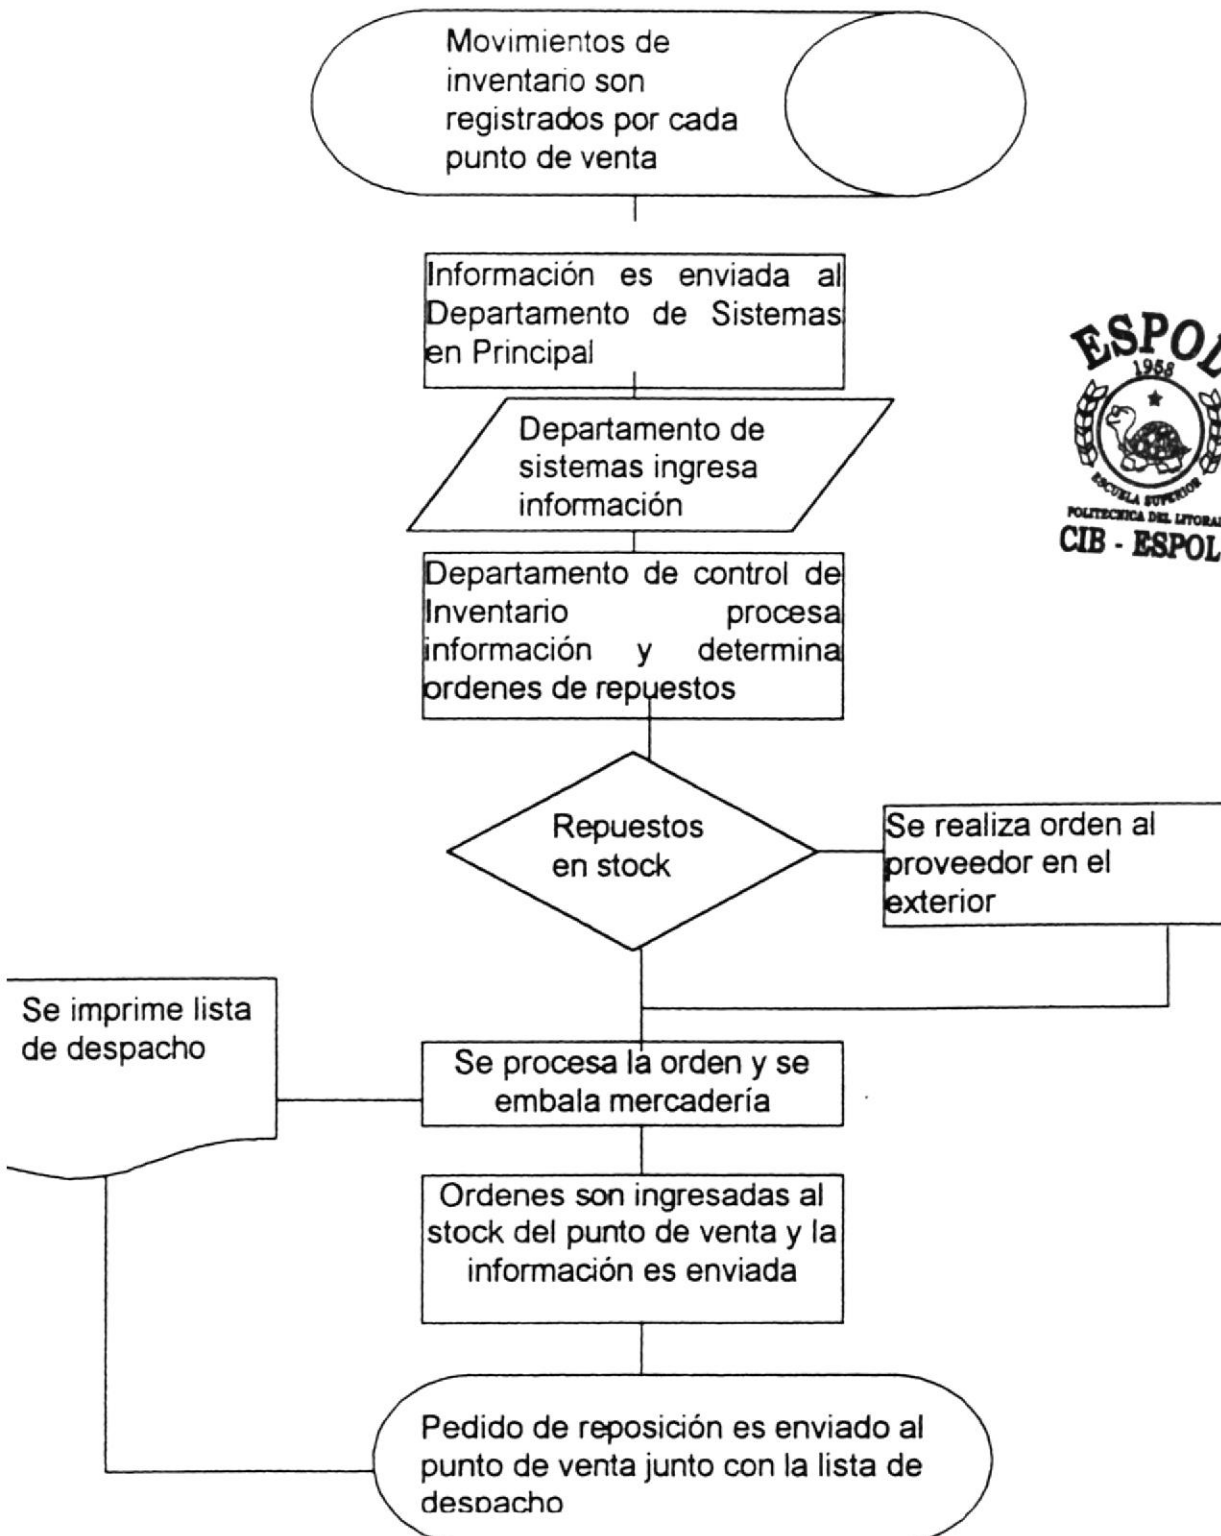 Movimientos de
inventario son
registrados por cada
punto de venta
Información es enviada al
Departamento de Sistemas
en Principal
ESPOL
1958
ESCUELA SUPERIOR
POLITECNICA DEL LITORAL
CIB - ESPOL
Departamento de
sistemas ingresa
información
Departamento de control de
Inventario procesa
información y determina
ordenes de repuestos
Repuestos
en stock
Se realiza orden al
proveedor en el
exterior
Se imprime lista
de despacho
Se procesa la orden y se
embala mercadería
Ordenes son ingresadas al
stock del punto de venta y la
información es enviada
Pedido de reposición es enviado al
punto de venta junto con la lista de
despacho